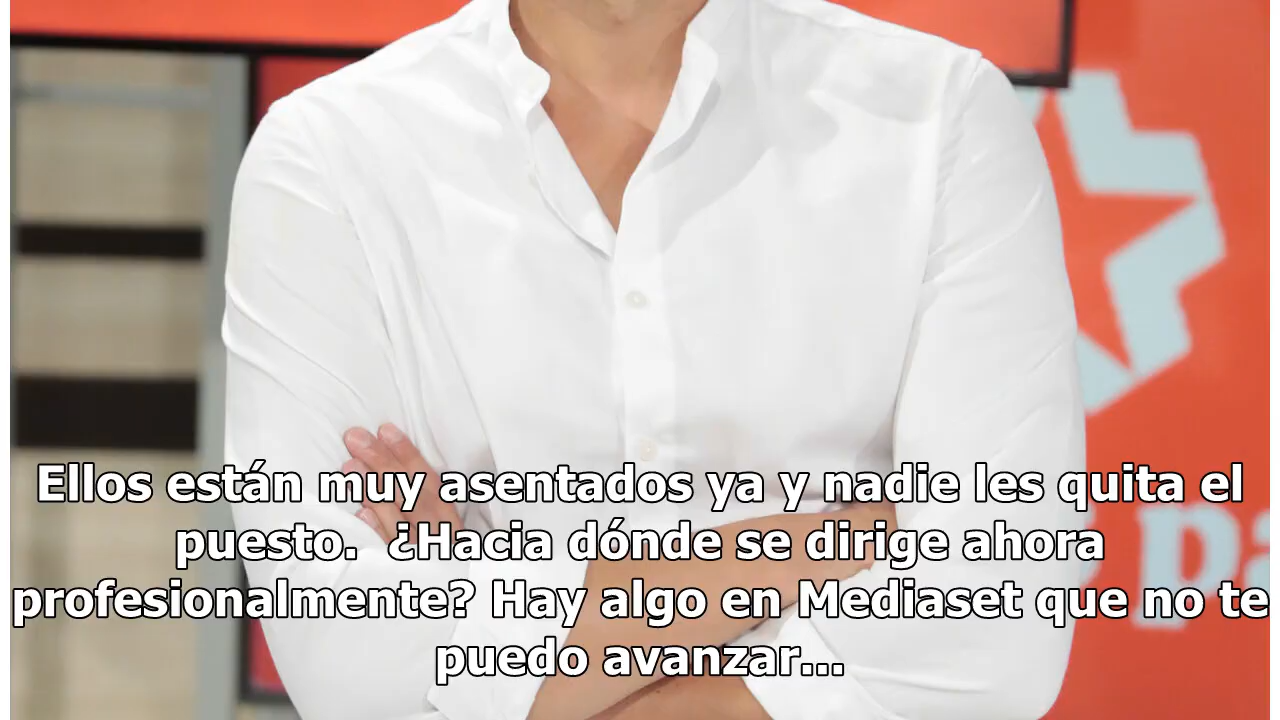 Ellos están muy asentados ya y nadie les quita el
puesto.  ¿Hacia dónde se dirige ahora
profesionalmente? Hay algo en Mediaset que no te
puedo avanzar...